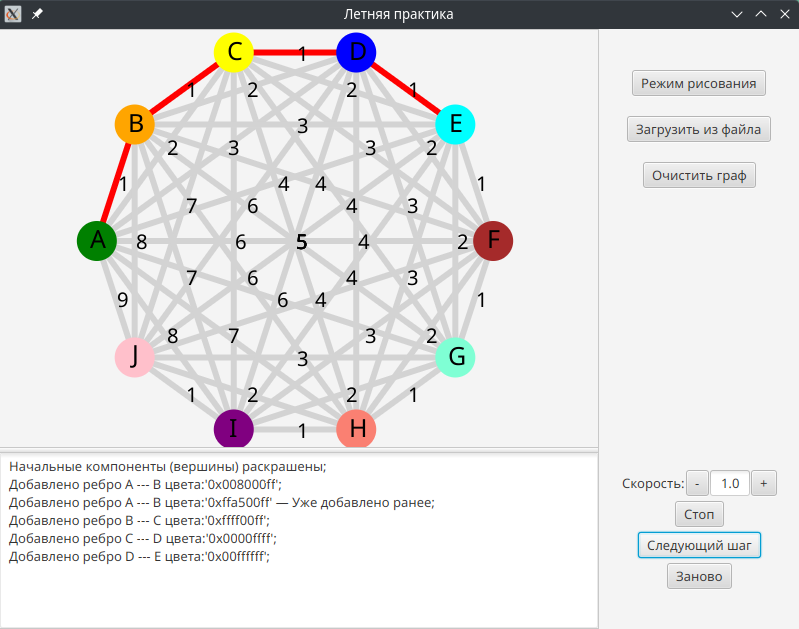 Летняя практика
C 1 D
1 2 2 1
B 3 E
2 3 3 2
1 4 4 1
7 6 4 3
A 8 6 5 4 2 F
7 6 4 3
9 6 4 1
8 7 3 2
J 3 G
1 2 2 1
I 1 H
Режим рисования
Загрузить из файла
Очистить граф
Начальные компоненты (вершины) раскрашены;
Добавлено ребро A --- B цвета:'0x008000ff';
Добавлено ребро A --- B цвета:'0xffa500ff' — Уже добавлено ранее;
Добавлено ребро B --- C цвета:'0xffff00ff';
Добавлено ребро C --- D цвета:'0x0000ffff';
Добавлено ребро D --- E цвета:'0x00ffffff';
Скорость: - 1.0 +
Стоп
Следующий шаг
Заново